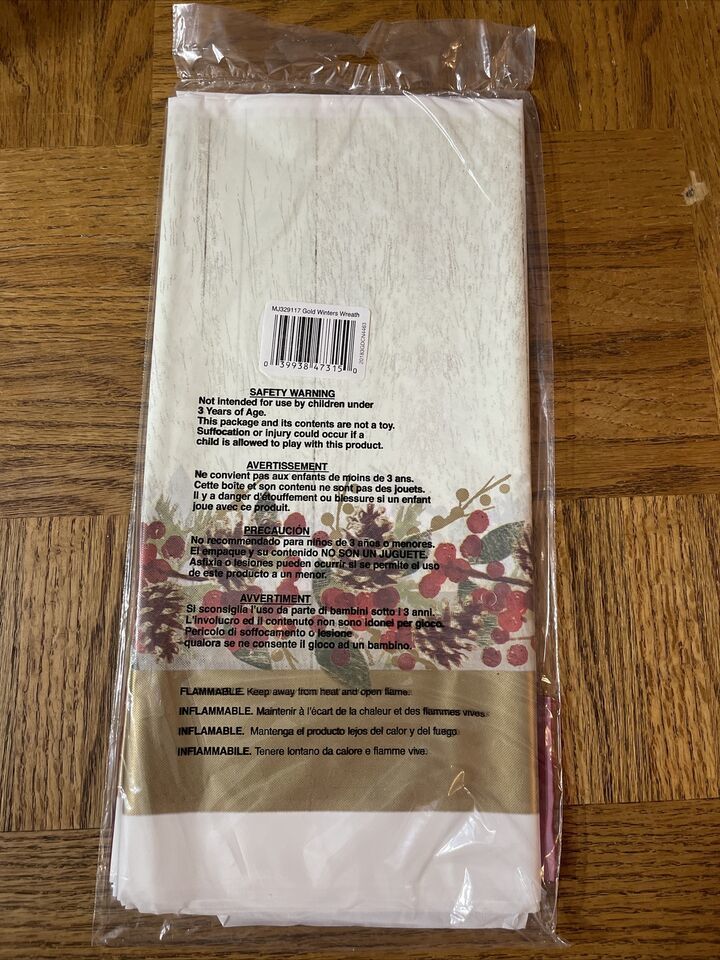 MJ329117 Gold Winters Wreath
2018GDCN4463
0 39938 47315 0
SAFETY WARNING
Not intended for use by children under
3 Years of Age.
This package and its contents are not a toy.
Suffocation or injury could occur if a
child is allowed to play with this product.
AVERTISSEMENT
Ne convient pas aux enfants de moins de 3 ans.
Cette boîte et son contenu ne sont pas des jouets.
Il y a danger d'étouffement ou blessure si un enfant
joue avec ce produit.
PRECAUCIÓN
No recommendado para niños de 3 años o menores.
El empaque y su contenido NO SON UN JUGUETE.
Asfixia o lesiones pueden ocurrir si se permite el uso
de este producto a un menor.
AVVERTIMENT
Si sconsiglia l'uso da parte di bambini sotto i 3 anni.
L'involucro ed il contenuto non sono idonei per gioco.
Pericolo di soffocamento o lesione
qualora se ne consente il gioco ad un bambino.
FLAMMABLE. Keep away from heat and open flame.
INFLAMMABLE. Maintenir à l'écart de la chaleur et des flammes vives.
INFLAMABLE. Mantenga el producto lejos del calor y del fuego.
INFIAMMABILE. Tenere lontano da calore e fiamme vive.